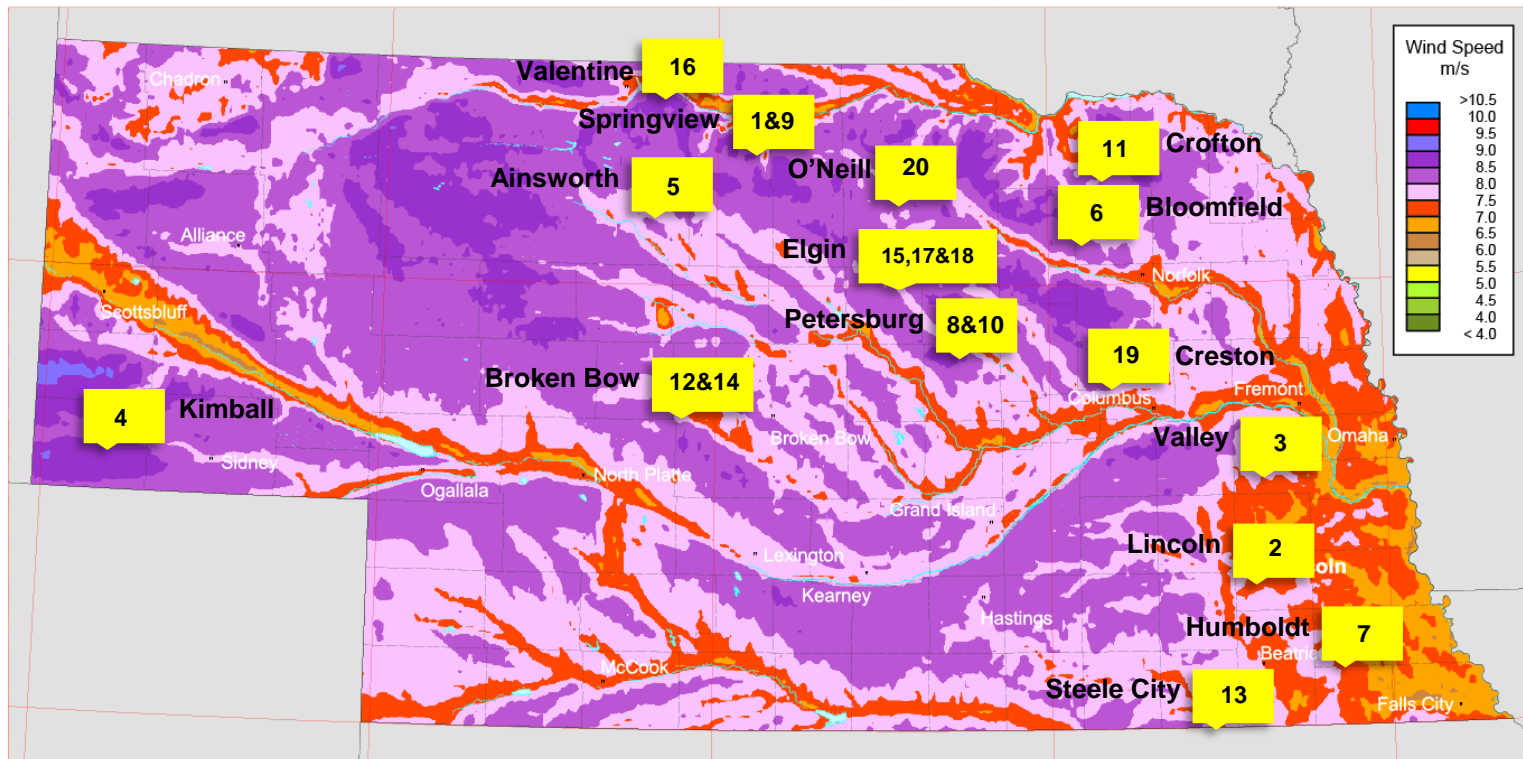 Valentine
16
Chadron
Springview
1&9
Ainsworth
5
O'Neill
20
11
Crofton
6
Bloomfield
Alliance
Elgin
15,17&18
Norfolk
Scottsbluff
Petersburg
8&10
19
Creston
Broken Bow
12&14
Fremont
Columbus
4
Kimball
Broken Bow
Valley
3
Omaha
Sidney
Ogallala
North Platte
Grand Island
Lincoln
2
coln
Lexington
Kearney
Hastings
Humboldt
7
Beatric
McCook
Steele City
13
Falls City
Wind Speed
m/s
>10.5
10.0
9.5
9.0
8.5
8.0
7.5
7.0
6.5
6.0
5.5
5.0
4.5
4.0
< 4.0